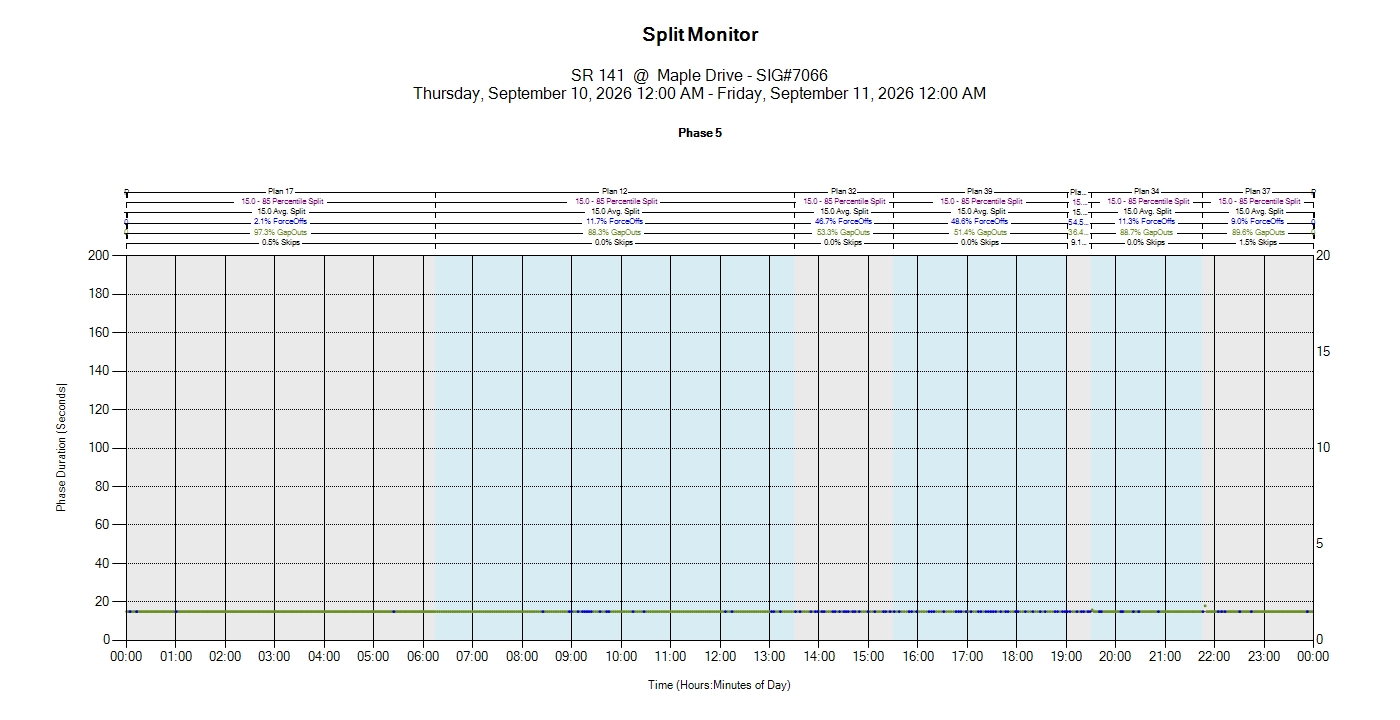 Split Monitor
SR 141 @ Maple Drive - SIG#7066
Thursday, September 10, 2026 12:00 AM - Friday, September 11, 2026 12:00 AM
Phase 5
Plan 17 Plan 12 Plan 32 Plan 39 Pla... Plan 34 Plan 37
15.0 - 85 Percentile Split 15.0 - 85 Percentile Split 15.0 - 85 Percentile Split 15.0 - 85 Percentile Split 15.... 15.0 - 85 Percentile Split 15.0 - 85 Percentile Split
15.0 Avg. Split 15.0 Avg. Split 15.0 Avg. Split 15.0 Avg. Split 15.... 15.0 Avg. Split 15.0 Avg. Split
2.1% ForceOffs 11.7% ForceOffs 46.7% ForceOffs 48.6% ForceOffs 54.5... 11.3% ForceOffs 9.0% ForceOffs
97.3% GapOuts 88.3% GapOuts 53.3% GapOuts 51.4% GapOuts 36.4... 88.7% GapOuts 89.6% GapOuts
0.5% Skips 0.0% Skips 0.0% Skips 0.0% Skips 9.1... 0.0% Skips 1.5% Skips
200 20
180
160
15
140
120
100 10
80
60
5
40
20
0 0
Phase Duration (Seconds)
00:00 01:00 02:00 03:00 04:00 05:00 06:00 07:00 08:00 09:00 10:00 11:00 12:00 13:00 14:00 15:00 16:00 17:00 18:00 19:00 20:00 21:00 22:00 23:00 00:00
Time (Hours:Minutes of Day)